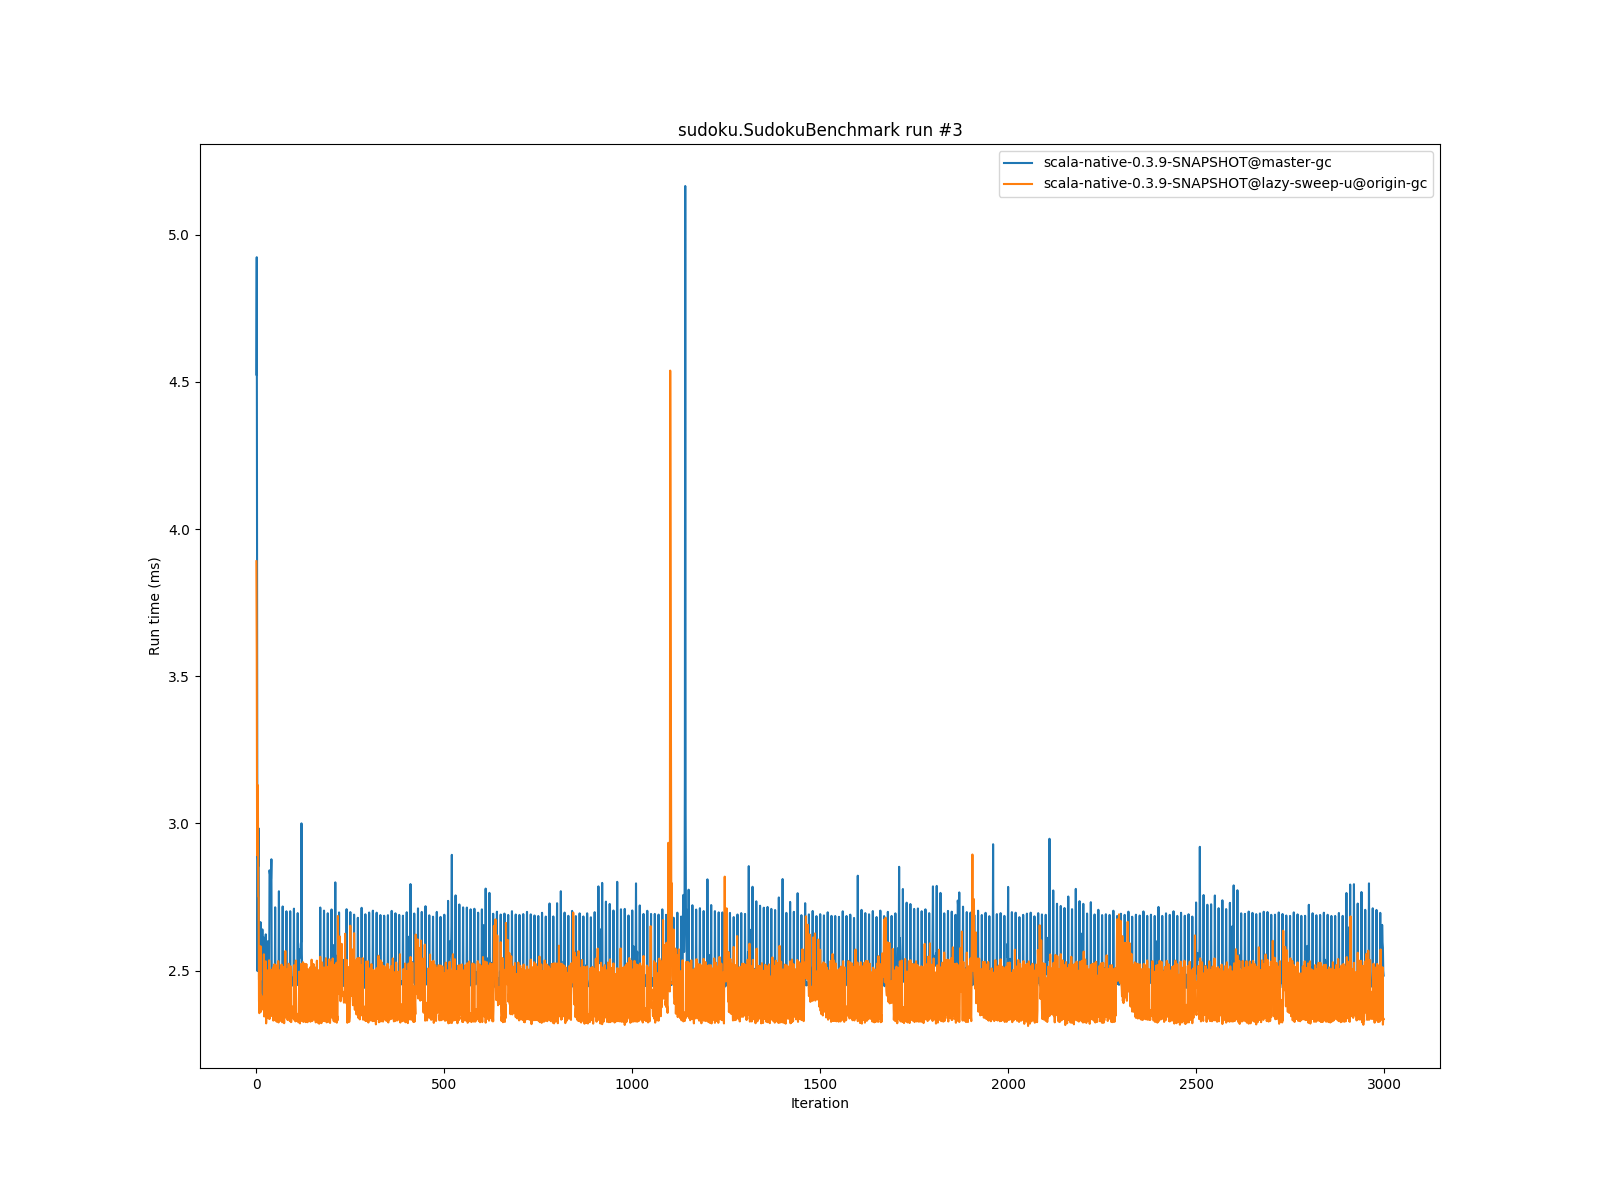 sudoku.SudokuBenchmark run #3
scala-native-0.3.9-SNAPSHOT@master-gc
scala-native-0.3.9-SNAPSHOT@lazy-sweep-u@origin-gc
5.0
4.5
4.0
3.5
3.0
2.5
Run time (ms)
0 500 1000 1500 2000 2500 3000
Iteration